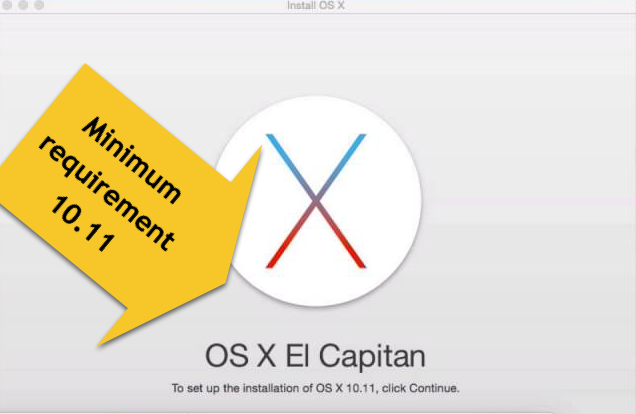 Install OS X
Minimum
requirement
10.11
OS X El Capitan
To set up the installation of OS X 10.11, click Continue.